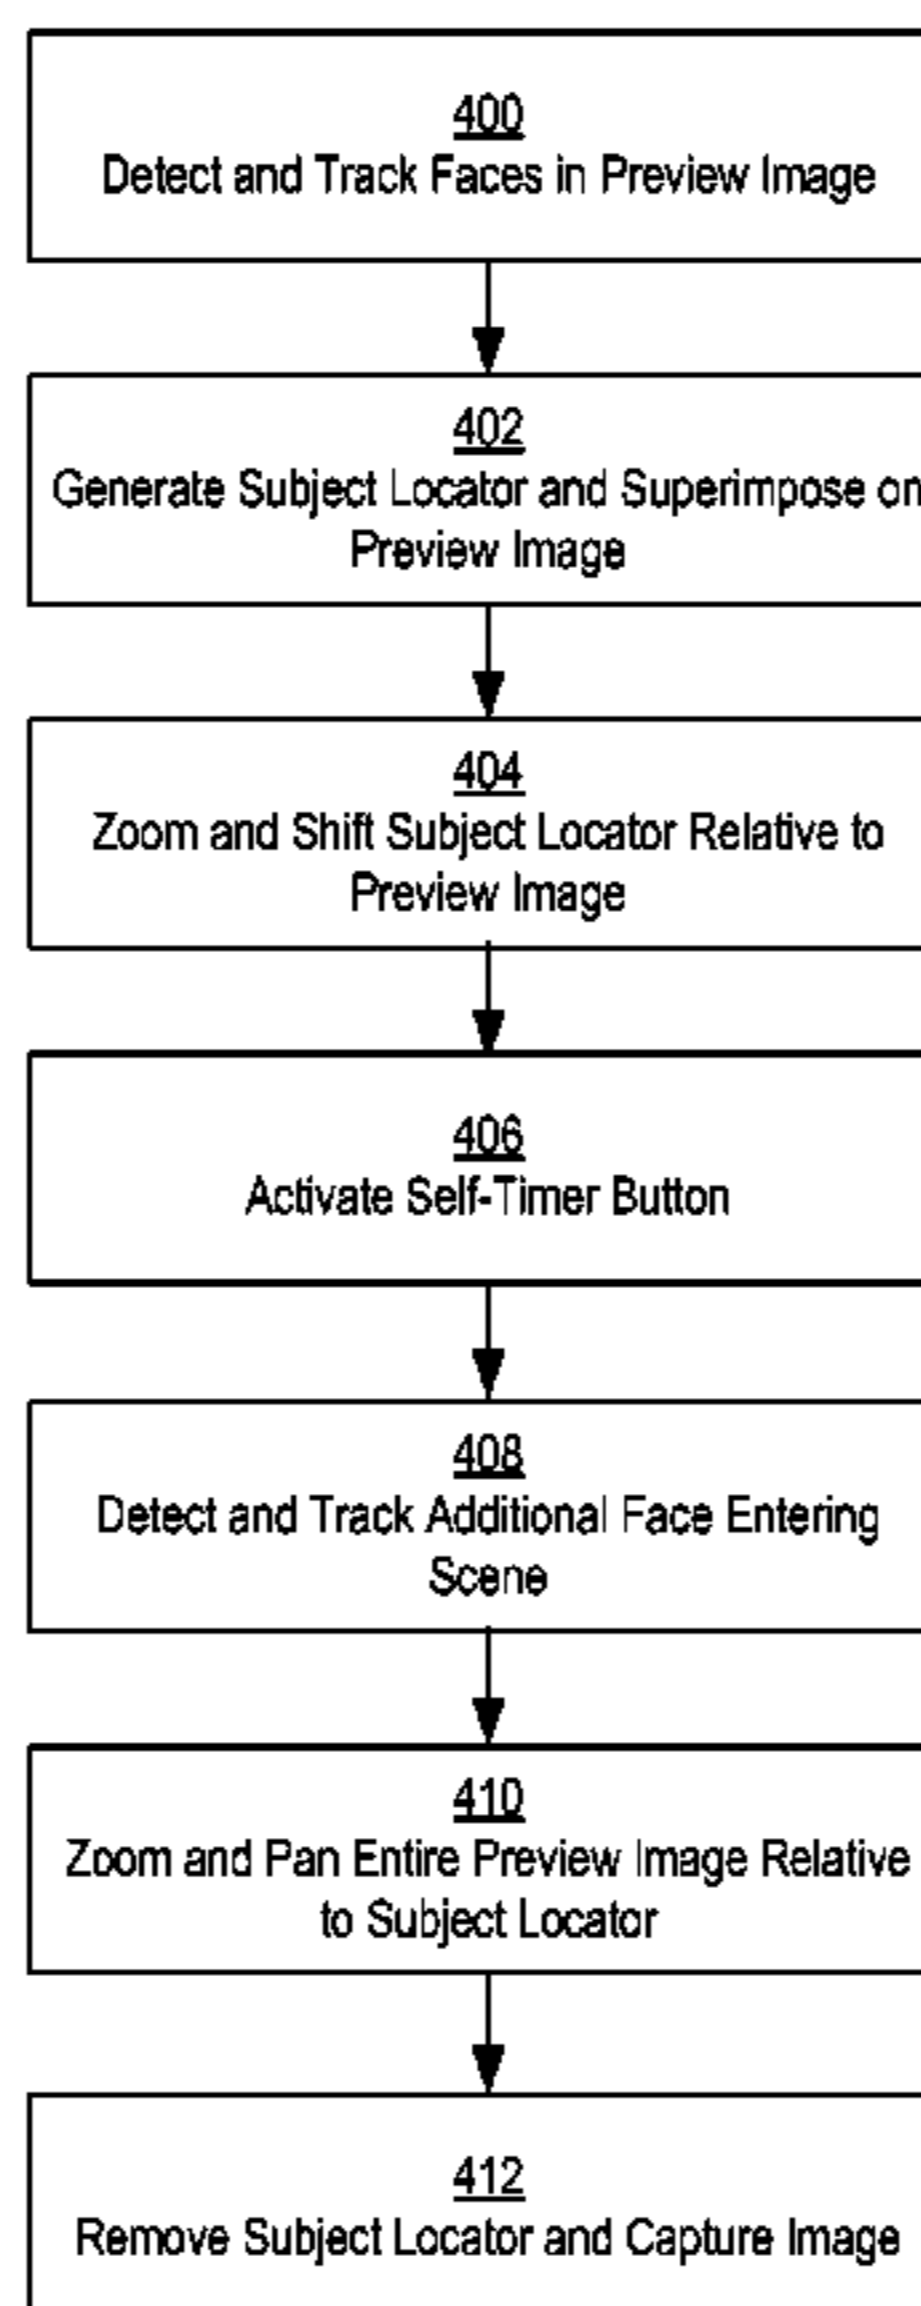 400
Detect and Track Faces in Preview Image
402
Generate Subject Locator and Superimpose on
Preview Image
404
Zoom and Shift Subject Locator Relative to
Preview Image
406
Activate Self-Timer Button
408
Detect and Track Additional Face Entering
Scene
410
Zoom and Pan Entire Preview Image Relative
to Subject Locator
412
Remove Subject Locator and Capture Image